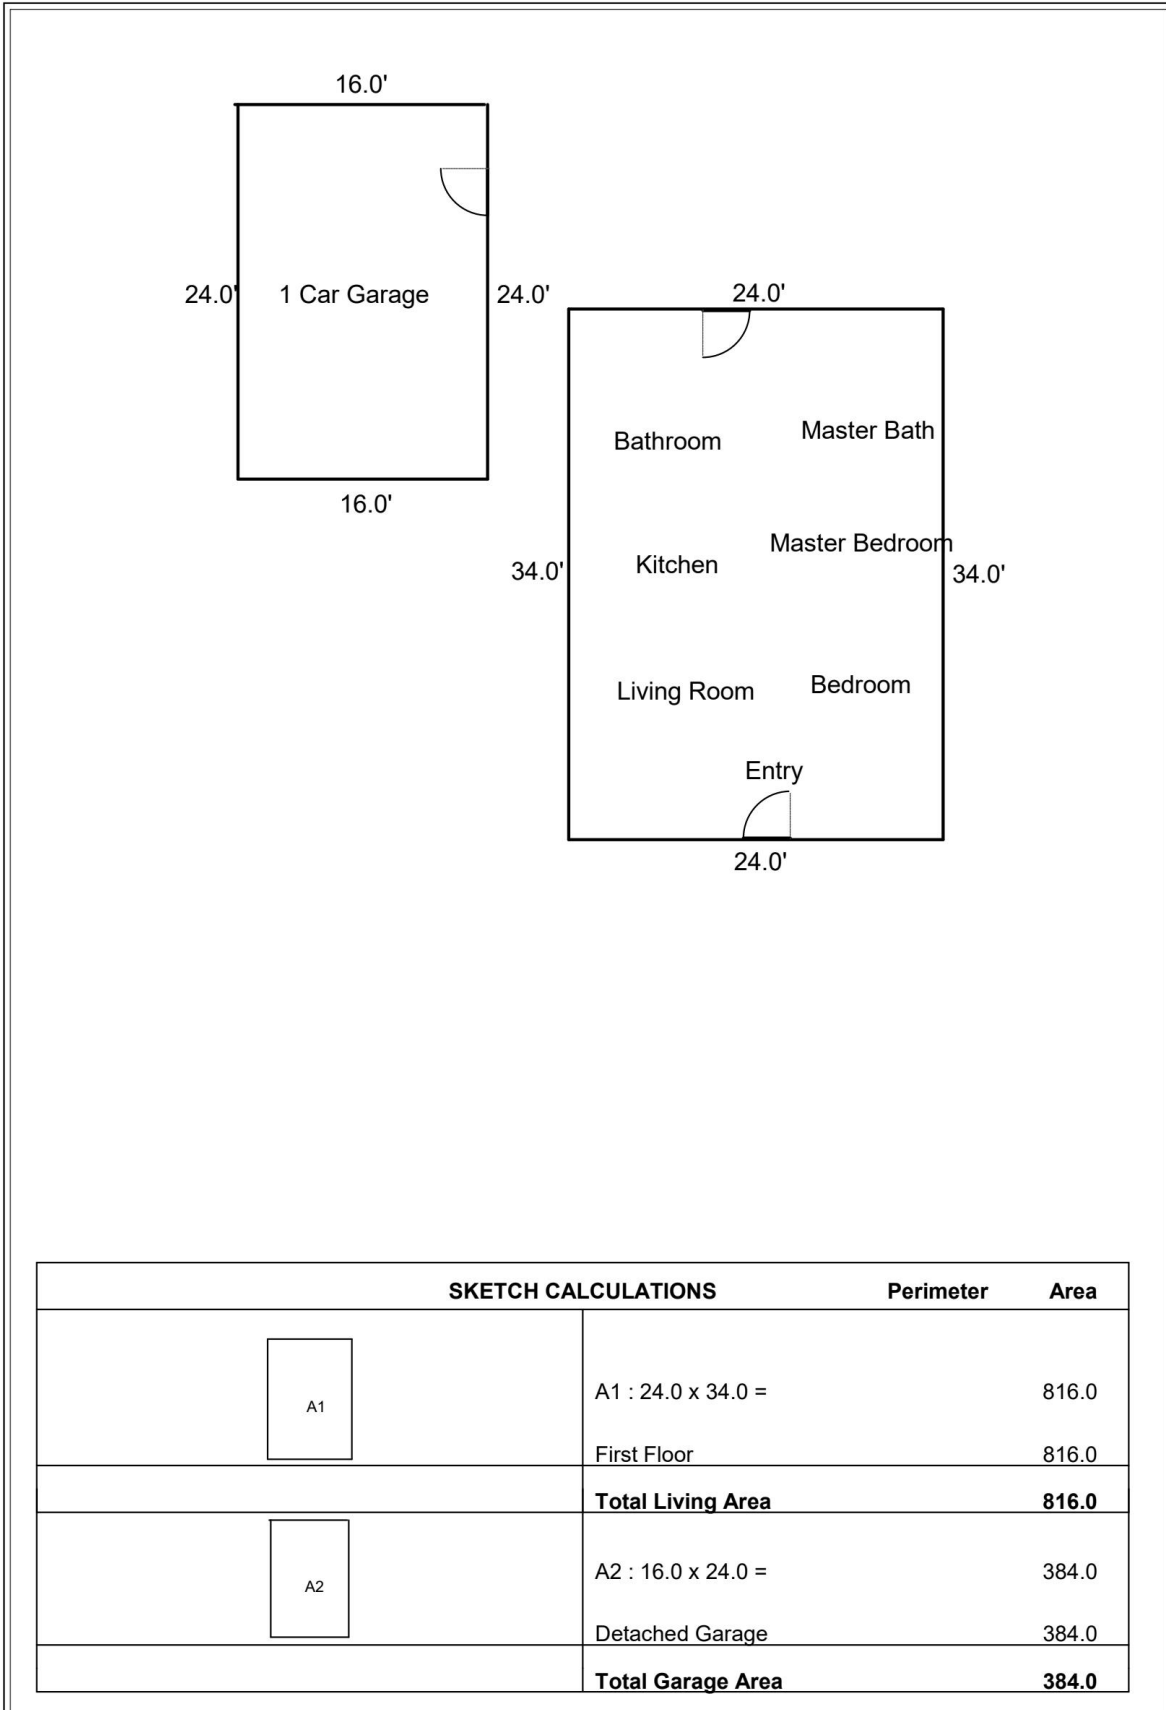 16.0'
24.0' 1 Car Garage 24.0'
16.0'
24.0'
Bathroom Master Bath
Master Bedroom
Kitchen
34.0' 34.0'
Living Room Bedroom
Entry
24.0'
SKETCH CALCULATIONS Perimeter Area
A1
A1 : 24.0 x 34.0 = 816.0
First Floor 816.0
Total Living Area 816.0
A2
A2 : 16.0 x 24.0 = 384.0
Detached Garage 384.0
Total Garage Area 384.0